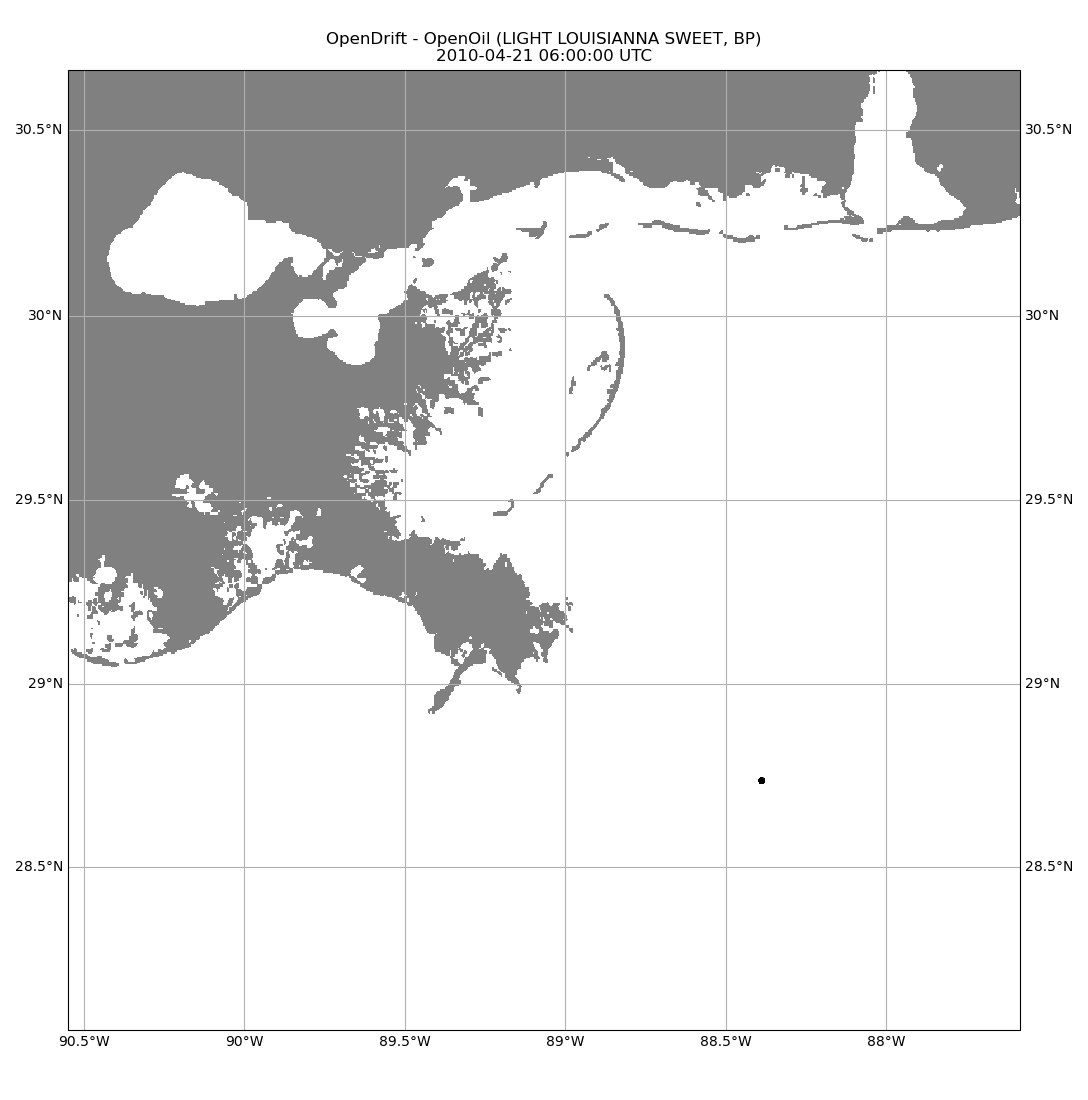 OpenDrift - OpenOil (LIGHT LOUISIANNA SWEET, BP)
2010-04-21 06:00:00 UTC
30.5°N 30.5°N
30°N 30°N
29.5°N 29.5°N
29°N 29°N
28.5°N 28.5°N
90.5°W 90°W 89.5°W 89°W 88.5°W 88°W